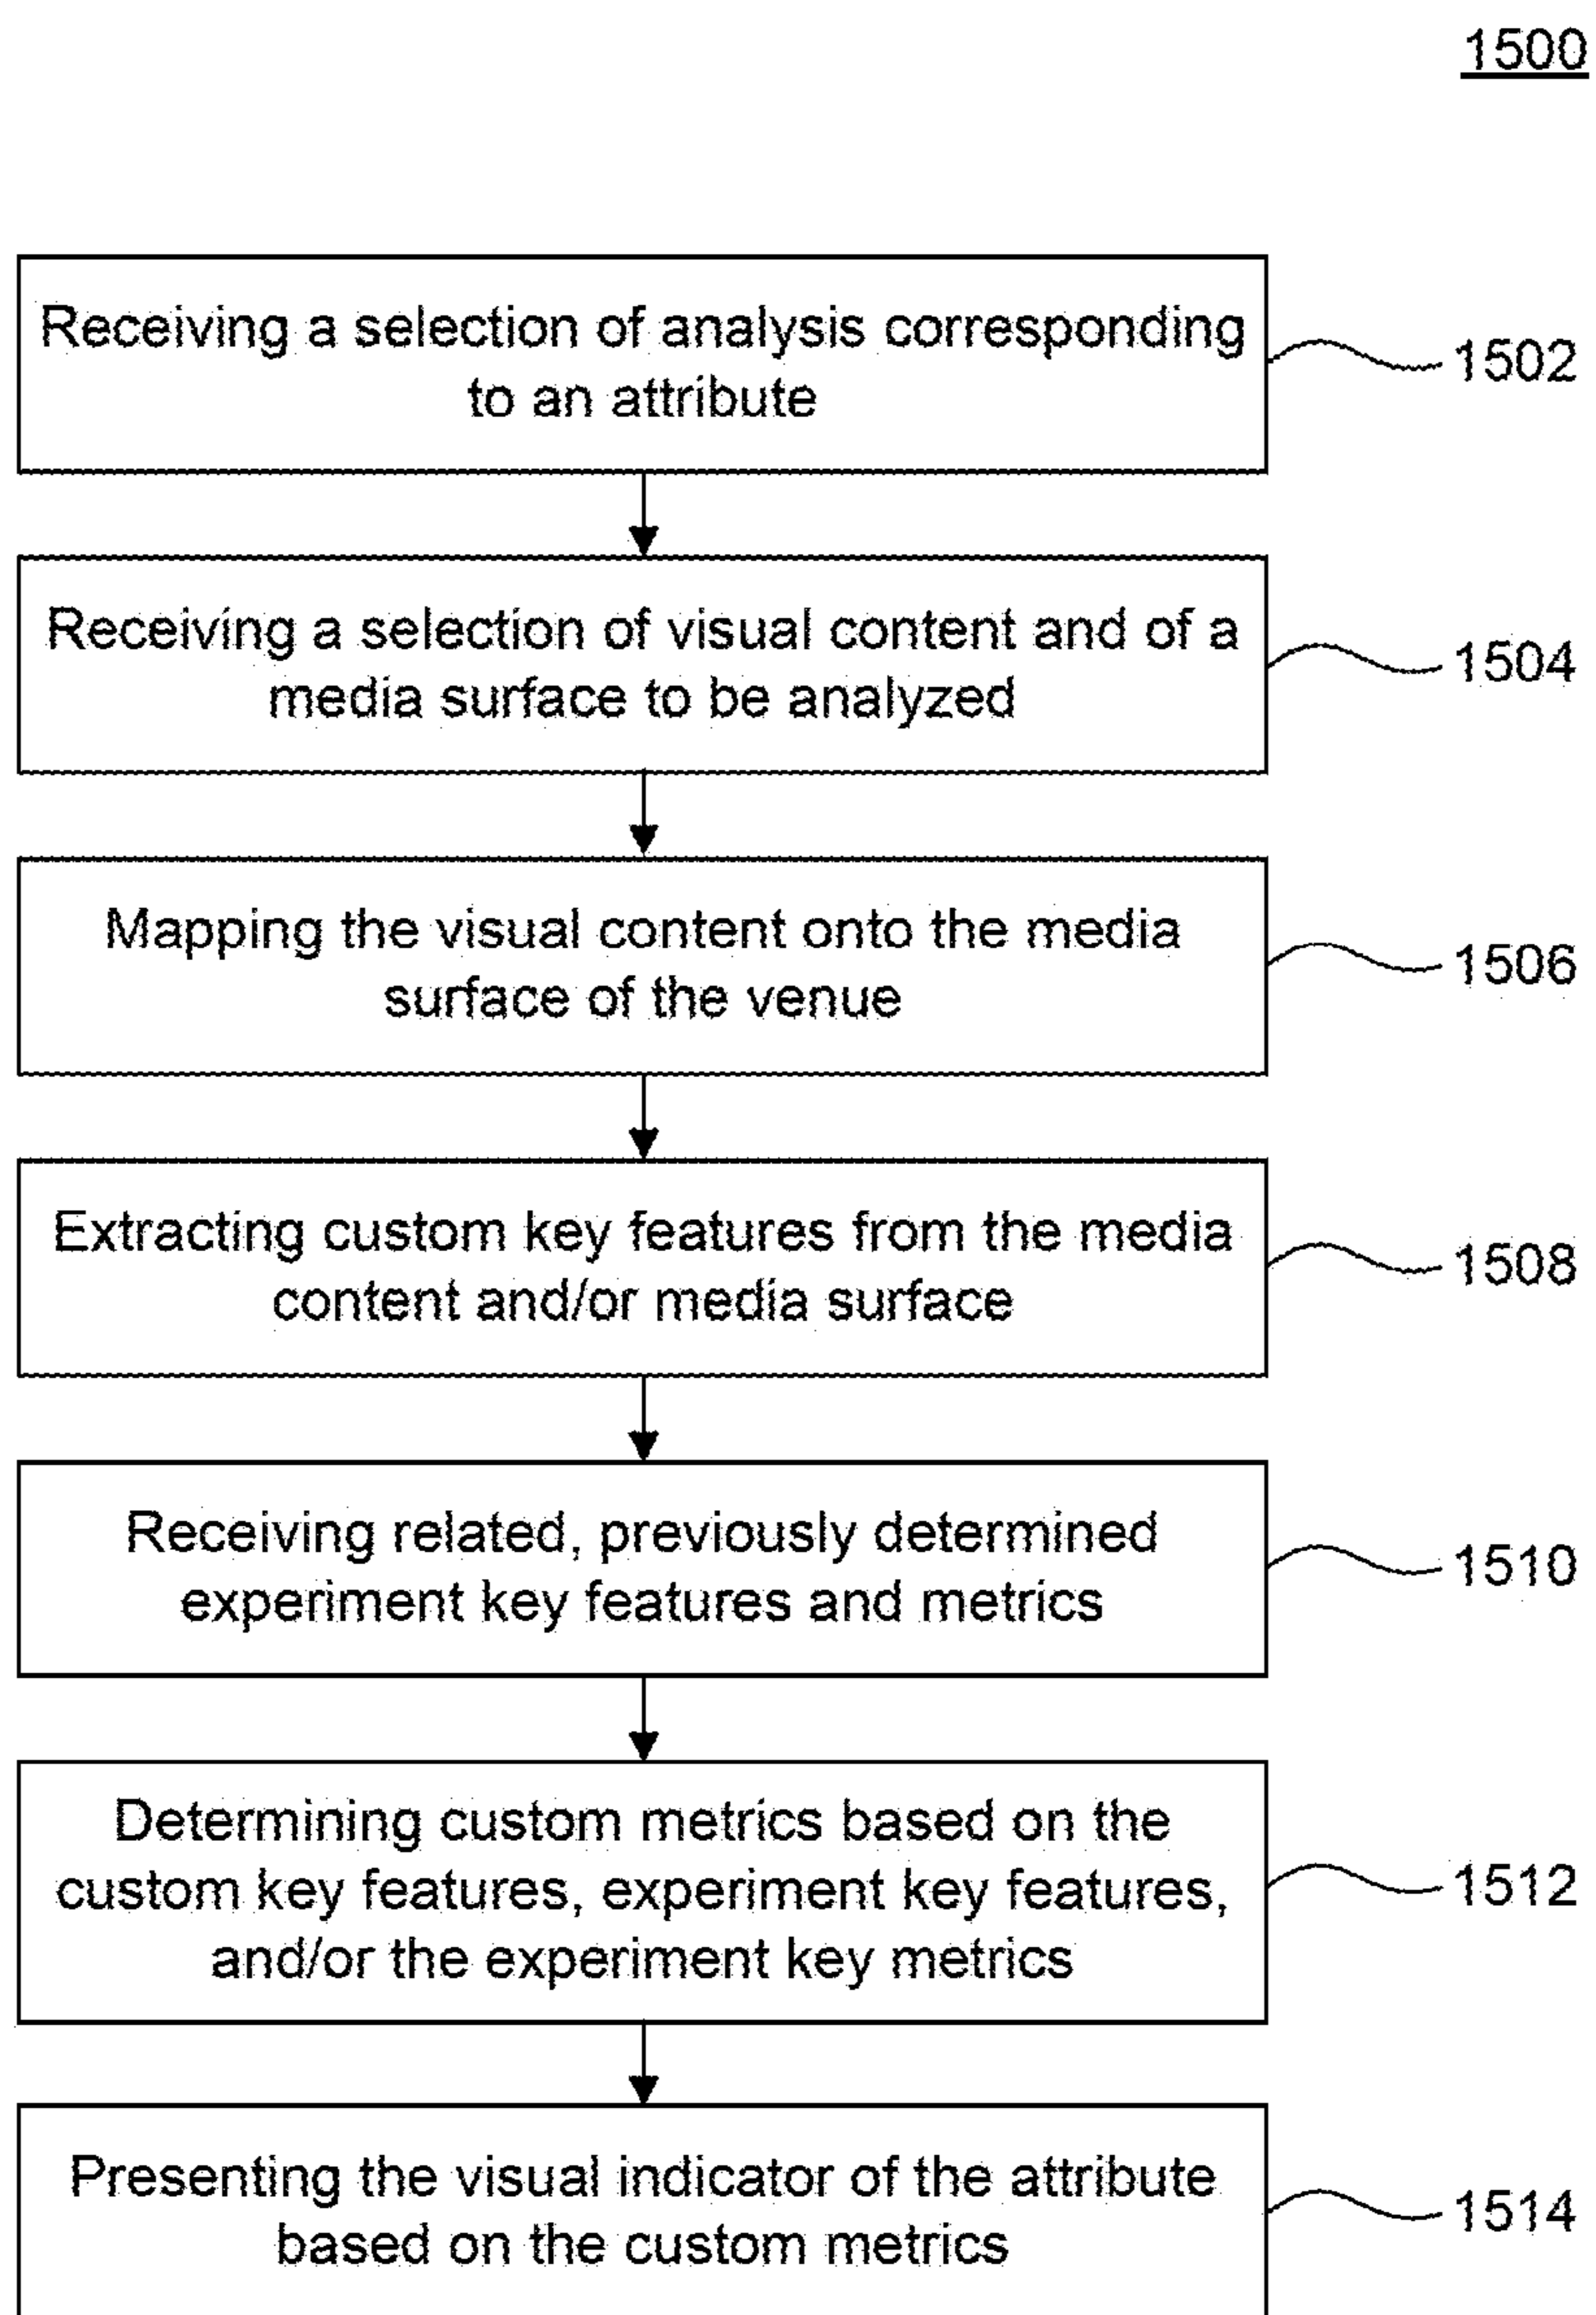 1500
Receiving a selection of analysis corresponding
to an attribute
1502
Receiving a selection of visual content and of a
media surface to be analyzed
1504
Mapping the visual content onto the media
surface of the venue
1506
Extracting custom key features from the media
content and/or media surface
1508
Receiving related, previously determined
experiment key features and metrics
1510
Determining custom metrics based on the
custom key features, experiment key features,
and/or the experiment key metrics
1512
Presenting the visual indicator of the attribute
based on the custom metrics
1514